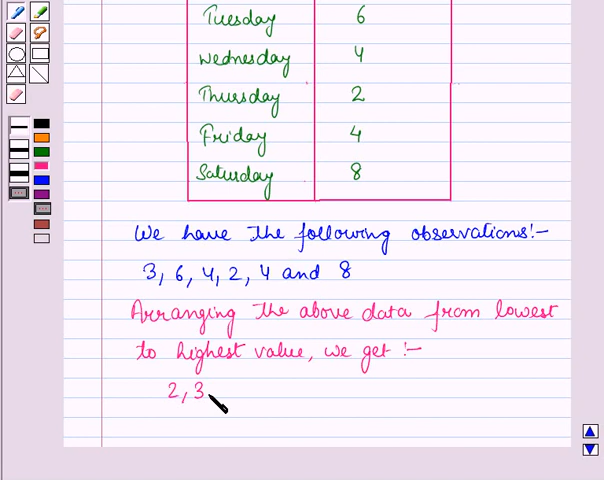 Tuesday 6
Wednesday 4
Thursday 2
Friday 4
Saturday 8
We have the following observations:-
3, 6, 4, 2, 4 and 8
Arranging the above data from lowest
to highest value, we get :-
2, 3